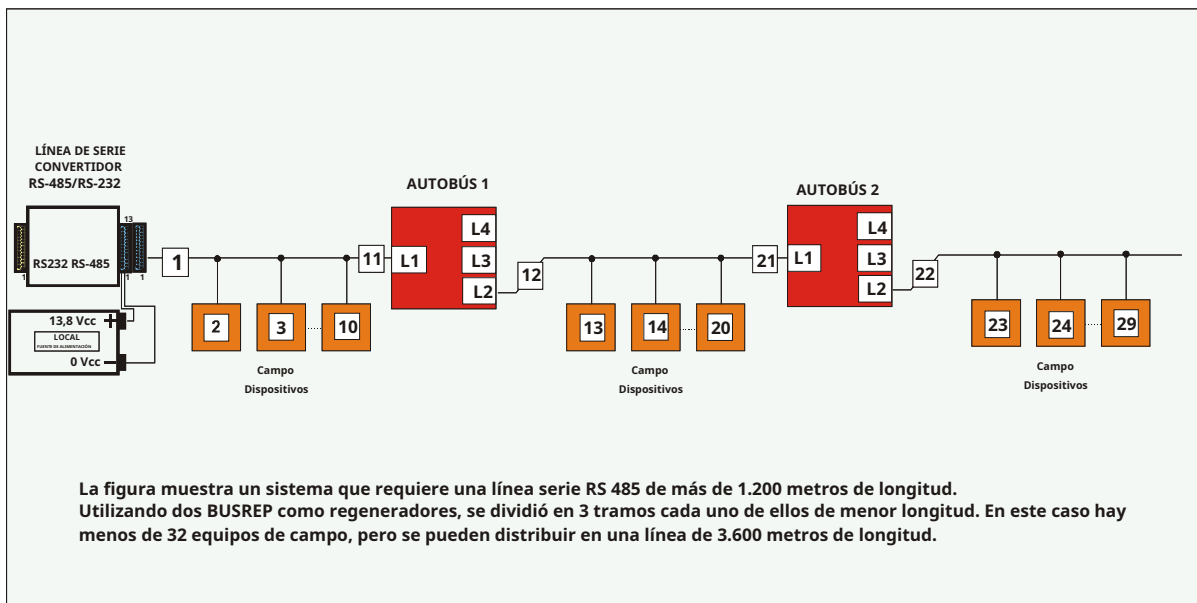 LÍNEA DE SERIE
CONVERTIDOR
RS-485/RS-232
13
RS232 RS-485
1
1
1
13,8 Vcc +
LOCAL
FUENTE DE ALIMENTACIÓN
0 Vcc −
1
2
3
10
Campo
Dispositivos
11
AUTOBÚS 1
L1
L4
L3
L2
12
13
14
20
Campo
Dispositivos
21
AUTOBÚS 2
L1
L4
L3
L2
22
23
24
29
Campo
Dispositivos
La figura muestra un sistema que requiere una línea serie RS 485 de más de 1.200 metros de longitud.
Utilizando dos BUSREP como regeneradores, se dividió en 3 tramos cada uno de ellos de menor longitud. En este caso hay
menos de 32 equipos de campo, pero se pueden distribuir en una línea de 3.600 metros de longitud.